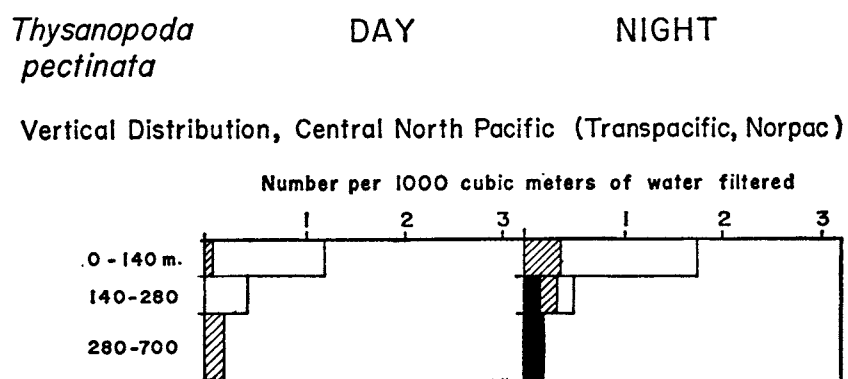 Thysanopoda DAY NIGHT
pectinata
Vertical Distribution, Central North Pacific (Transpacific, Norpac)
Number per 1000 cubic meters of water filtered
1 2 3 1 2 3
0-140 m.
140-280
280-700